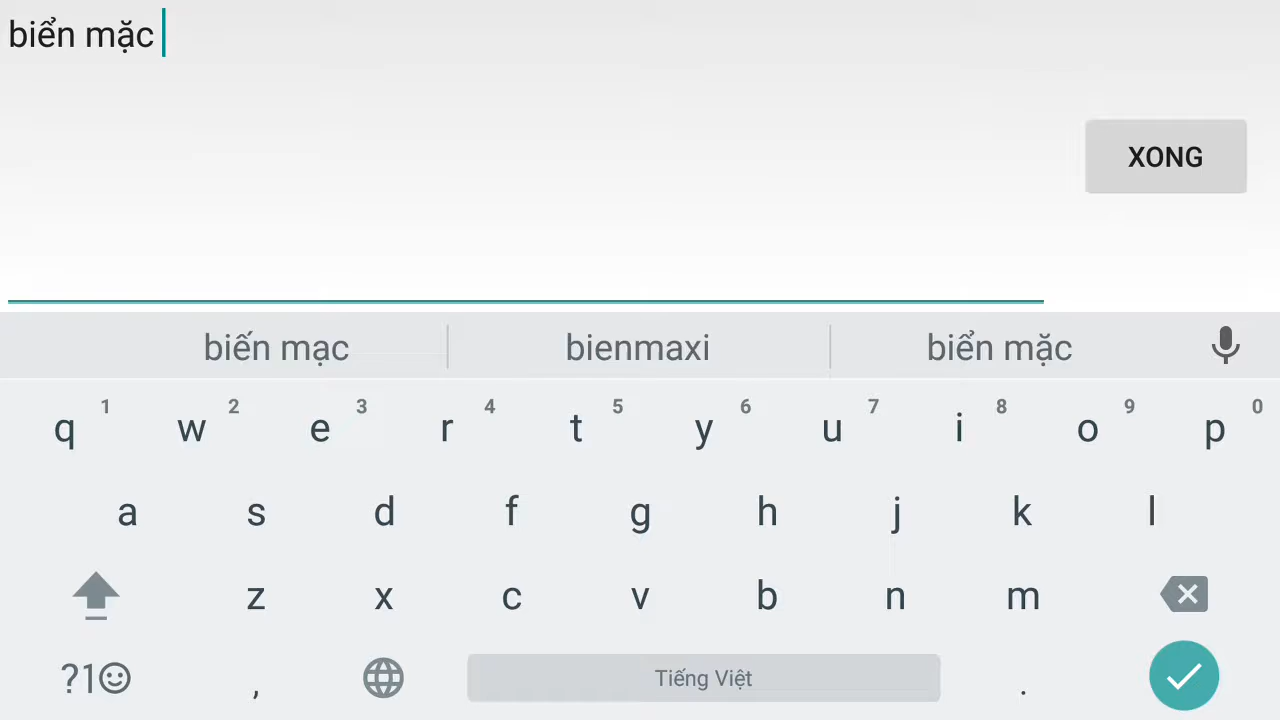 biển mặc
XONG
biến mạc bienmaxi biển mặc
q 1 w 2 e 3 r 4 t 5 y 6 u 7 i 8 o 9 p 0
a s d f g h j k l
z x c v b n m
?1 , Tiếng Việt .